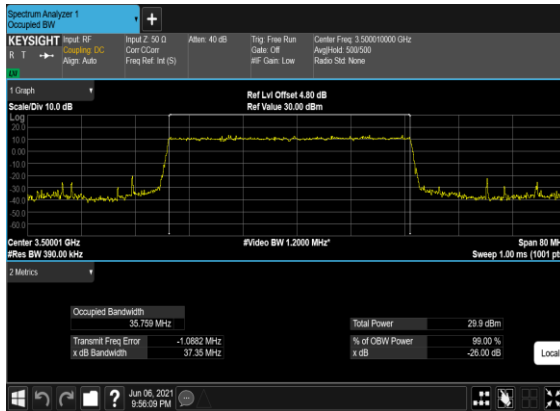 Spectrum Analyzer 1
Occupied BW
+
KEYSIGHT
R T
Input: RF
Coupling: DC
Align: Auto
Input Z: 50 Ω
Corr CCorr
Freq Ref: Int (S)
Atten: 40 dB
Trig: Free Run
Gate: Off
#IF Gain: Low
Center Freq: 3.500010000 GHz
Avg|Hold: 500/500
Radio Std: None
1 Graph
Scale/Div 10.0 dB
Ref Lvl Offset 4.80 dB
Ref Value 30.00 dBm
Log
20.0
10.0
0.00
-10.0
-20.0
-30.0
-40.0
-50.0
-60.0
Center 3.50001 GHz
#Res BW 390.00 kHz
#Video BW 1.2000 MHz*
Span 80 MH
Sweep 1.00 ms (1001 pt
2 Metrics
Occupied Bandwidth
35.759 MHz
Transmit Freq Error -1.0882 MHz
x dB Bandwidth 37.35 MHz
Total Power 29.9 dBm
% of OBW Power 99.00 %
x dB -26.00 dB
Local
?
Jun 06, 2021
9:56:09 PM